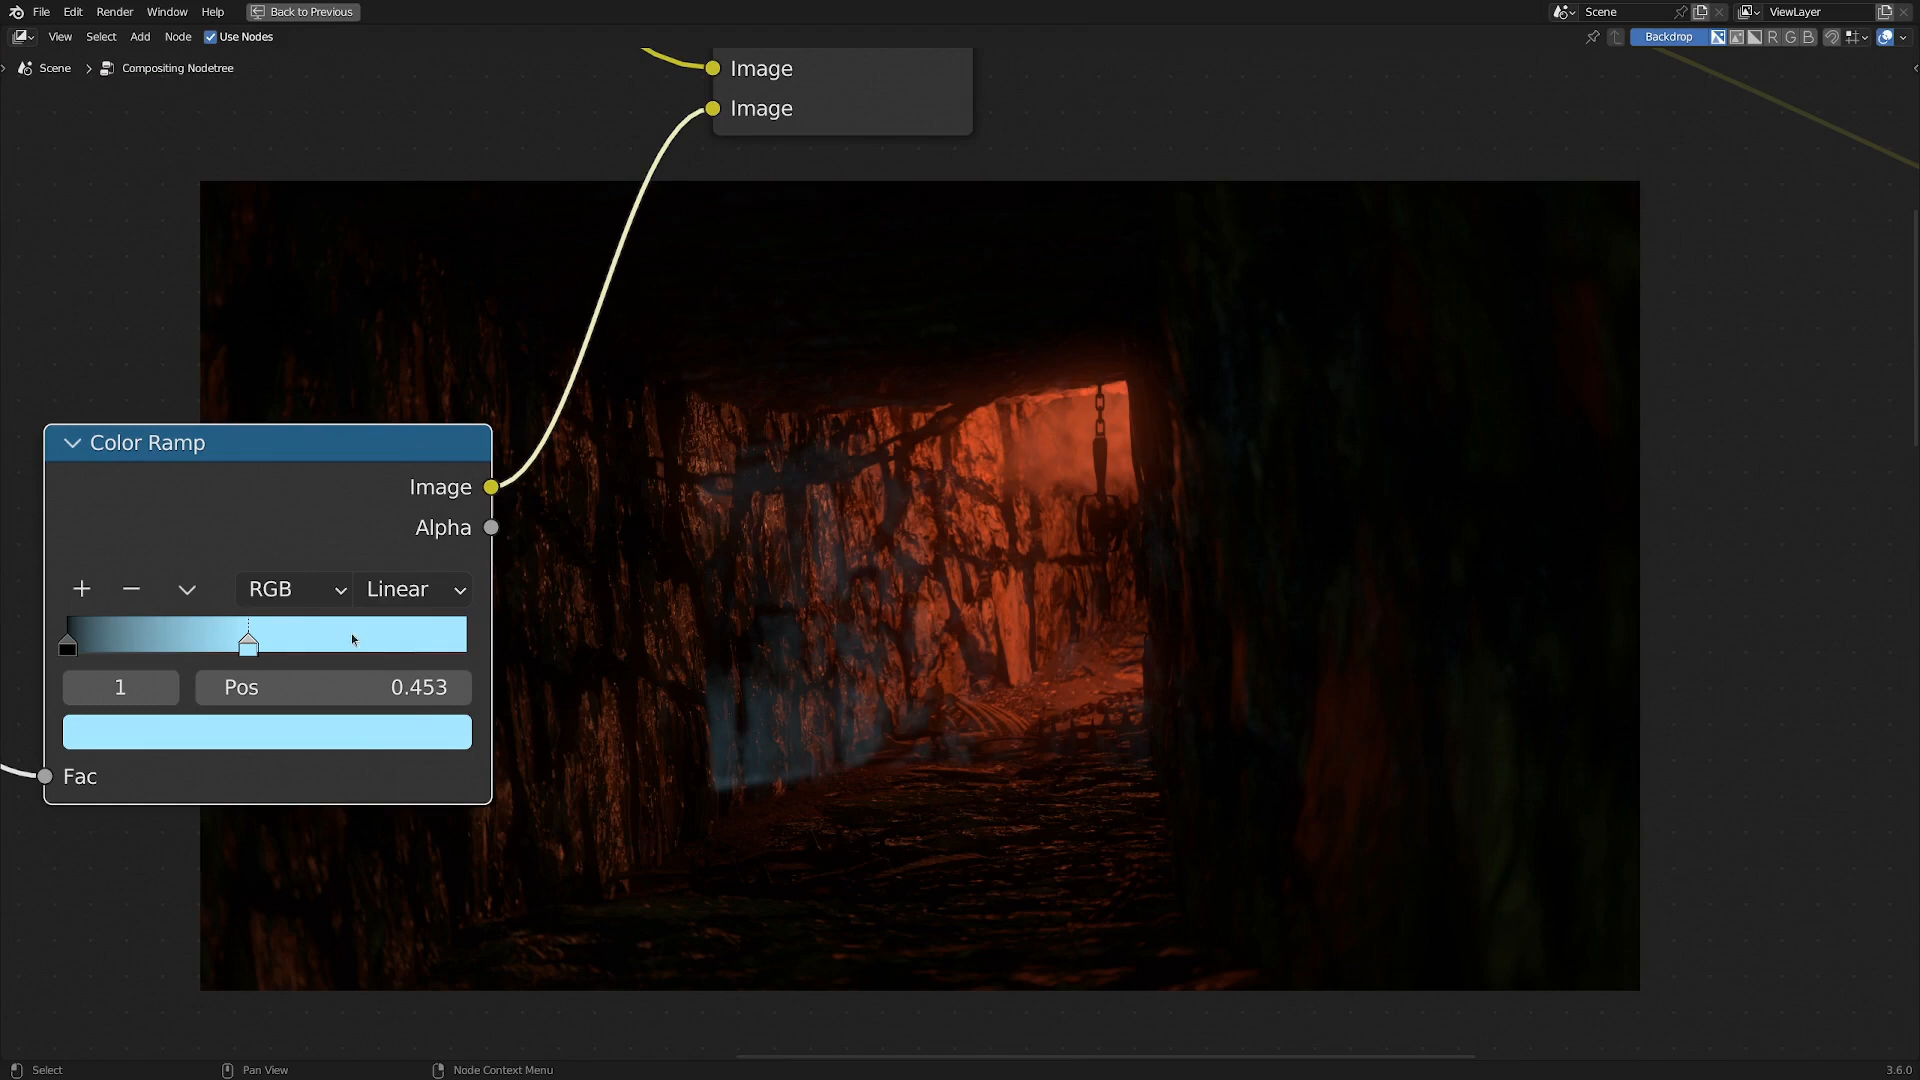 File Edit Render Window Help Back to Previous Scene ViewLayer
View Select Add Node Use Nodes Backdrop R G B
Scene Compositing Nodetree
Image
Image
Color Ramp
Image
Alpha
RGB Linear
1 Pos 0.453
Fac
Select Pan View Node Context Menu 3.6.0